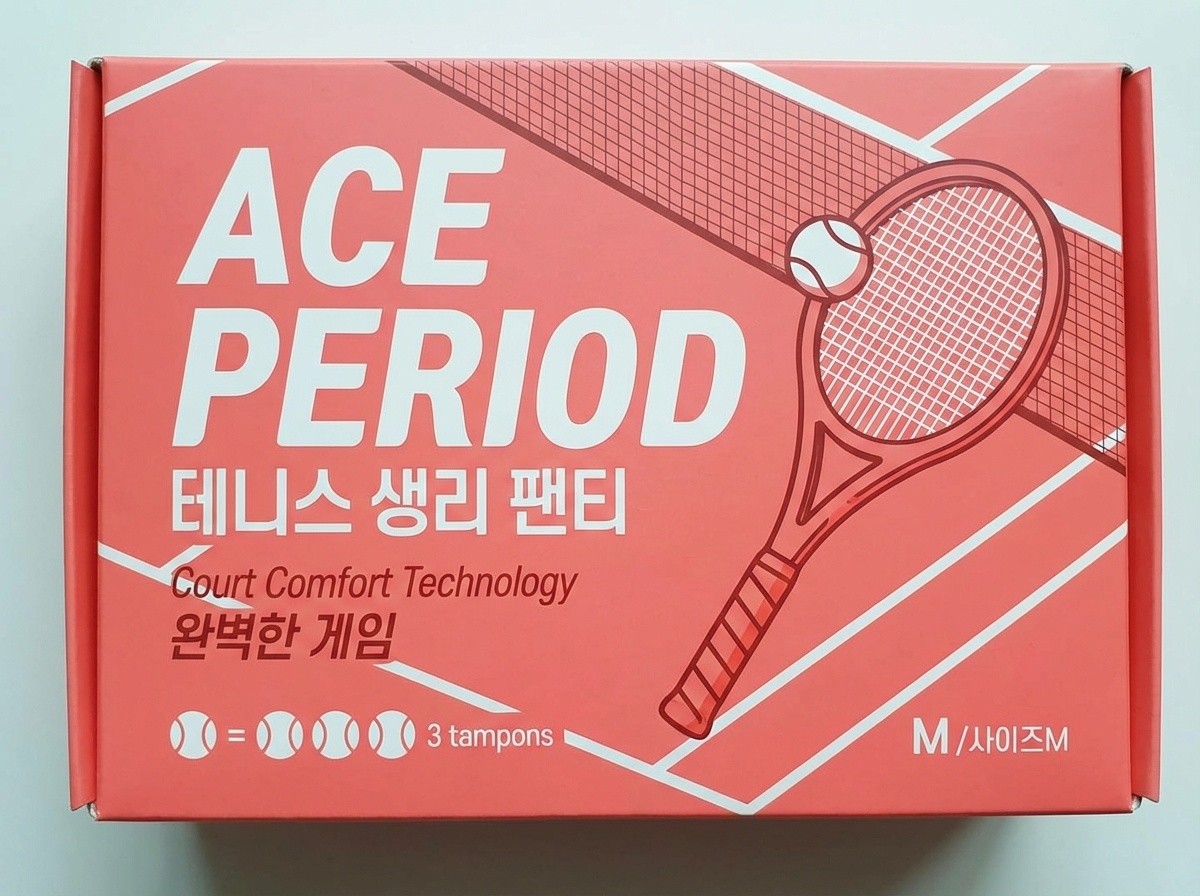 ACE
PERIOD
테니스 생리 팬티
Court Comfort Technology
완벽한 게임
= 3 tampons
M /사이즈M